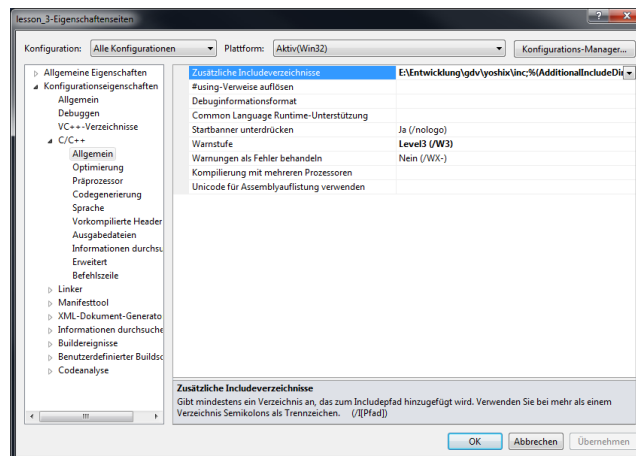 lesson_3-Eigenschaftenseiten
Konfiguration: Alle Konfigurationen Plattform: Aktiv(Win32) Konfigurations-Manager...
Allgemeine Eigenschaften
Konfigurationseigenschaften
Allgemein
Debuggen
VC++-Verzeichnisse
C/C++
Allgemein
Optimierung
Präprozessor
Codegenerierung
Sprache
Vorkompilierte Header
Ausgabedateien
Informationen durchsu
Erweitert
Befehlszeile
Linker
Manifesttool
XML-Dokument-Generato
Informationen durchsuche
Buildereignisse
Benutzerdefinierter Buildsc
Codeanalyse
Zusätzliche Includeverzeichnisse E:\Entwicklung\gdv\yoshix\inc;%(AdditionalIncludeDir
#using-Verweise auflösen
Debuginformationsformat
Common Language Runtime-Unterstützung
Startbanner unterdrücken Ja (/nologo)
Warnstufe Level3 (/W3)
Warnungen als Fehler behandeln Nein (/WX-)
Kompilierung mit mehreren Prozessoren
Unicode für Assemblyauflistung verwenden
Zusätzliche Includeverzeichnisse
Gibt mindestens ein Verzeichnis an, das zum Includepfad hinzugefügt wird. Verwenden Sie bei mehr als einem
Verzeichnis Semikolons als Trennzeichen. (/I[Pfad])
OK Abbrechen Übernehmen